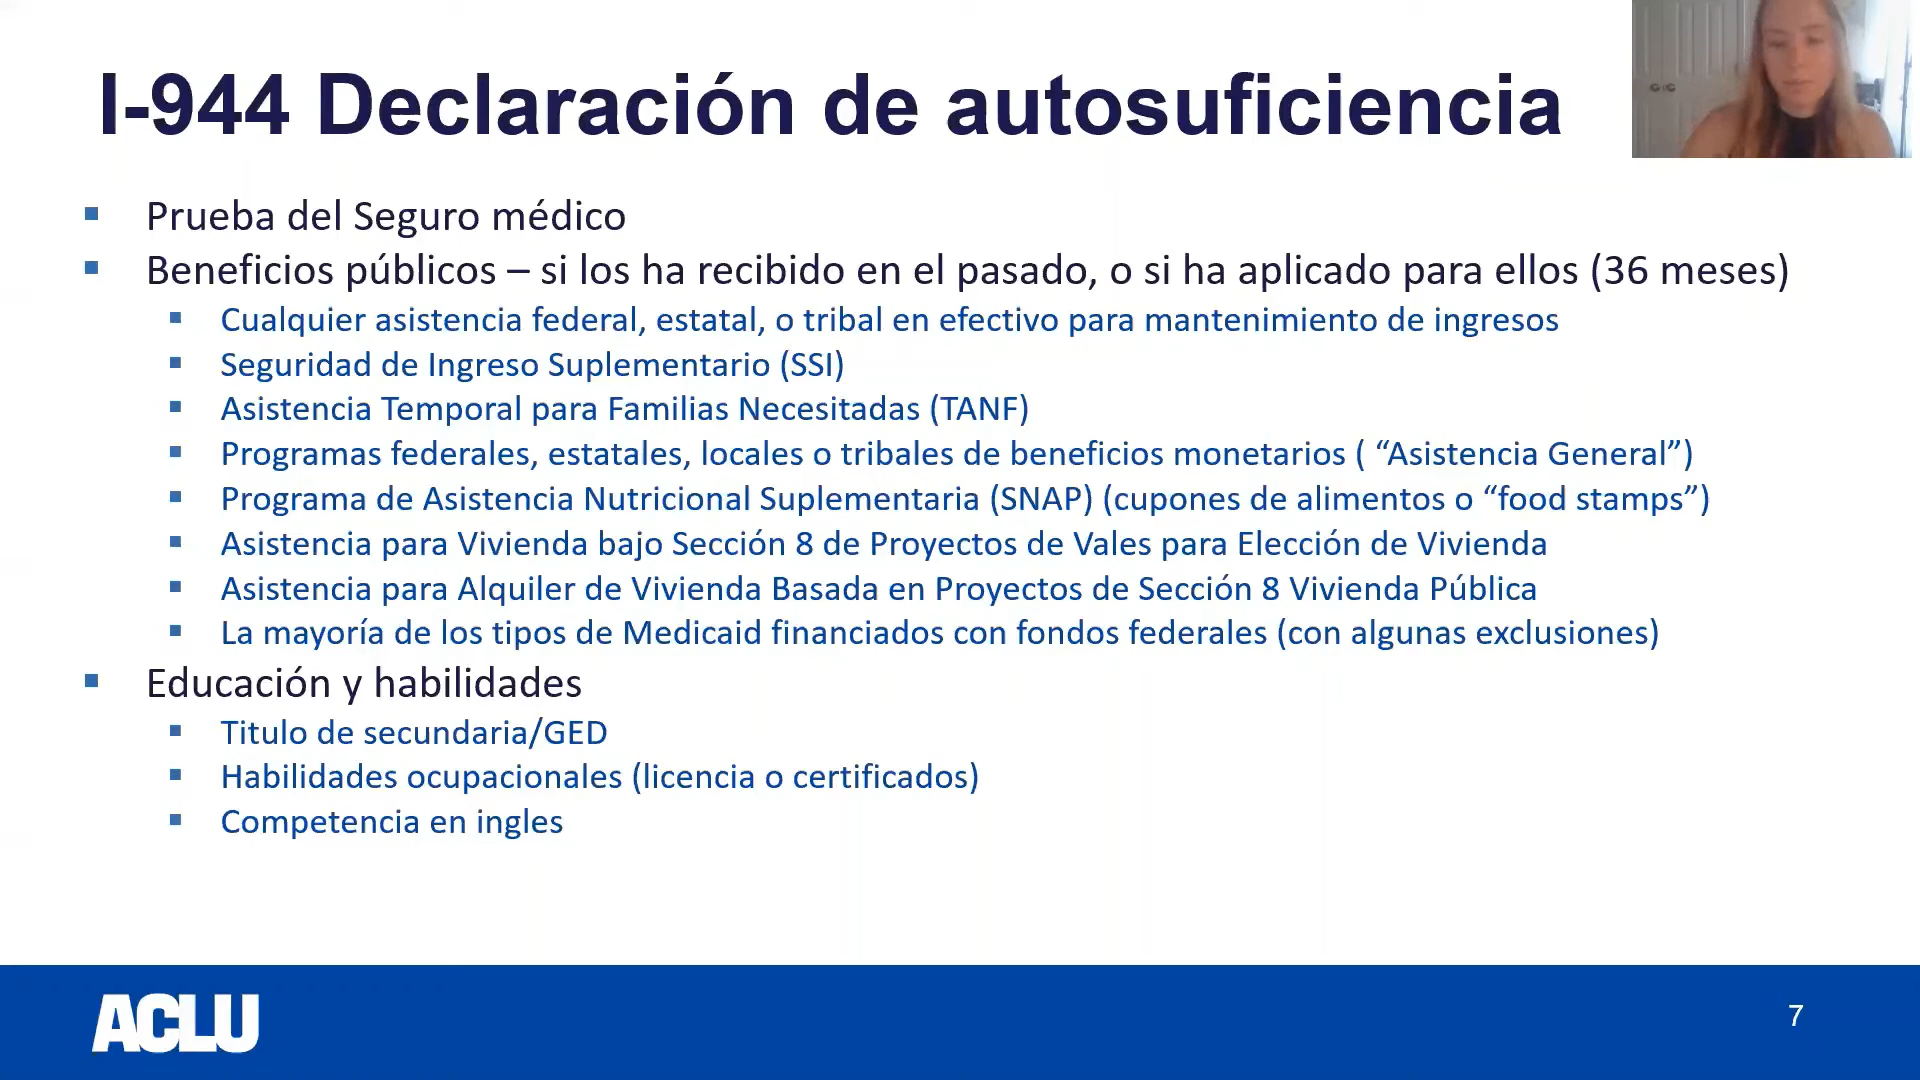 I-944 Declaración de autosuficiencia
Prueba del Seguro médico
Beneficios públicos – si los ha recibido en el pasado, o si ha aplicado para ellos (36 meses)
Cualquier asistencia federal, estatal, o tribal en efectivo para mantenimiento de ingresos
Seguridad de Ingreso Suplementario (SSI)
Asistencia Temporal para Familias Necesitadas (TANF)
Programas federales, estatales, locales o tribales de beneficios monetarios ( “Asistencia General”)
Programa de Asistencia Nutricional Suplementaria (SNAP) (cupones de alimentos o “food stamps”)
Asistencia para Vivienda bajo Sección 8 de Proyectos de Vales para Elección de Vivienda
Asistencia para Alquiler de Vivienda Basada en Proyectos de Sección 8 Vivienda Pública
La mayoría de los tipos de Medicaid financiados con fondos federales (con algunas exclusiones)
Educación y habilidades
Titulo de secundaria/GED
Habilidades ocupacionales (licencia o certificados)
Competencia en ingles
ACLU
7